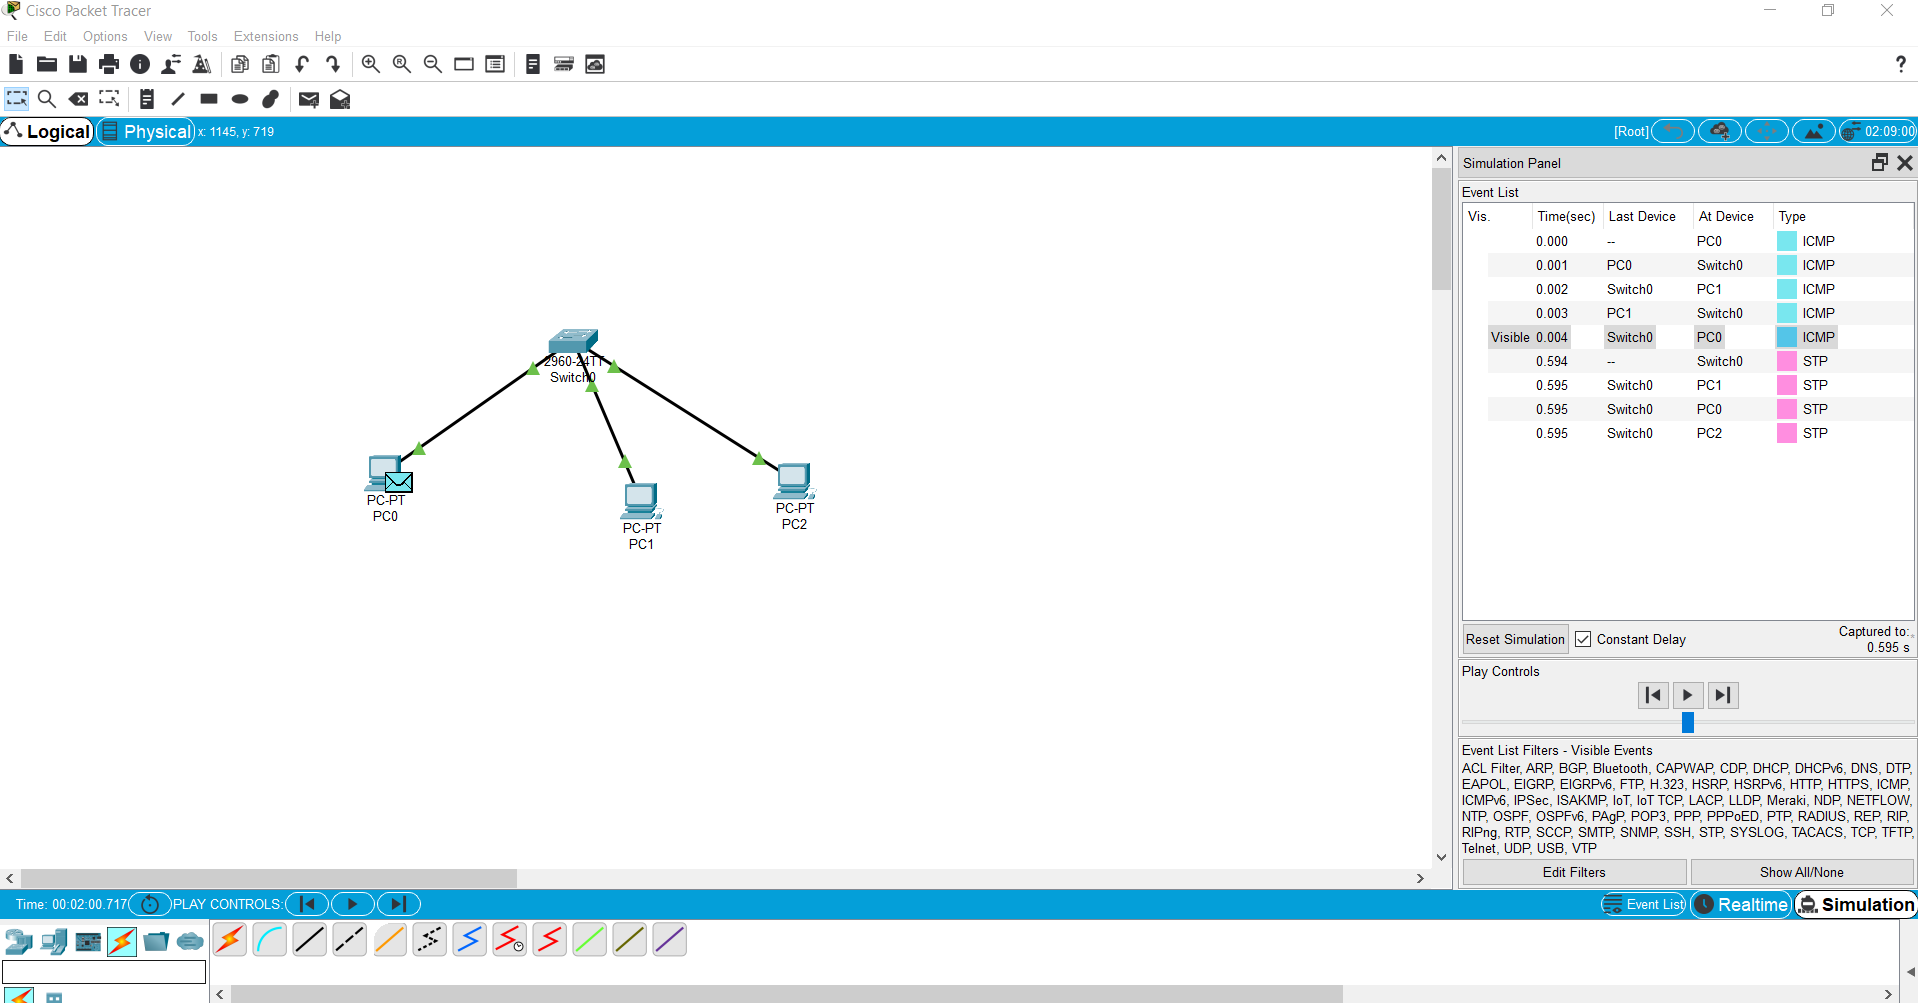 Cisco Packet Tracer
File Edit Options View Tools Extensions Help
?
Logical Physical x: 1145, y: 719 [Root] 02:09:00
Simulation Panel
Event List
Vis. Time(sec) Last Device At Device Type
0.000 -- PC0 ICMP
0.001 PC0 Switch0 ICMP
0.002 Switch0 PC1 ICMP
0.003 PC1 Switch0 ICMP
Visible 0.004 Switch0 PC0 ICMP
0.594 -- Switch0 STP
0.595 Switch0 PC1 STP
0.595 Switch0 PC0 STP
0.595 Switch0 PC2 STP
2960-24TT
Switch0
PC-PT
PC0
PC-PT
PC1
PC-PT
PC2
Reset Simulation Constant Delay Captured to:
0.595 s
Play Controls
Event List Filters - Visible Events
ACL Filter, ARP, BGP, Bluetooth, CAPWAP, CDP, DHCP, DHCPv6, DNS, DTP,
EAPOL, EIGRP, EIGRPv6, FTP, H.323, HSRP, HSRPv6, HTTP, HTTPS, ICMP,
ICMPv6, IPSec, ISAKMP, IoT, IoT TCP, LACP, LLDP, Meraki, NDP, NETFLOW,
NTP, OSPF, OSPFv6, PAgP, POP3, PPP, PPPoED, PTP, RADIUS, REP, RIP,
RIPng, RTP, SCCP, SMTP, SNMP, SSH, STP, SYSLOG, TACACS, TCP, TFTP,
Telnet, UDP, USB, VTP
Edit Filters Show All/None
Time: 00:02:00.717 PLAY CONTROLS: Event List Realtime Simulation